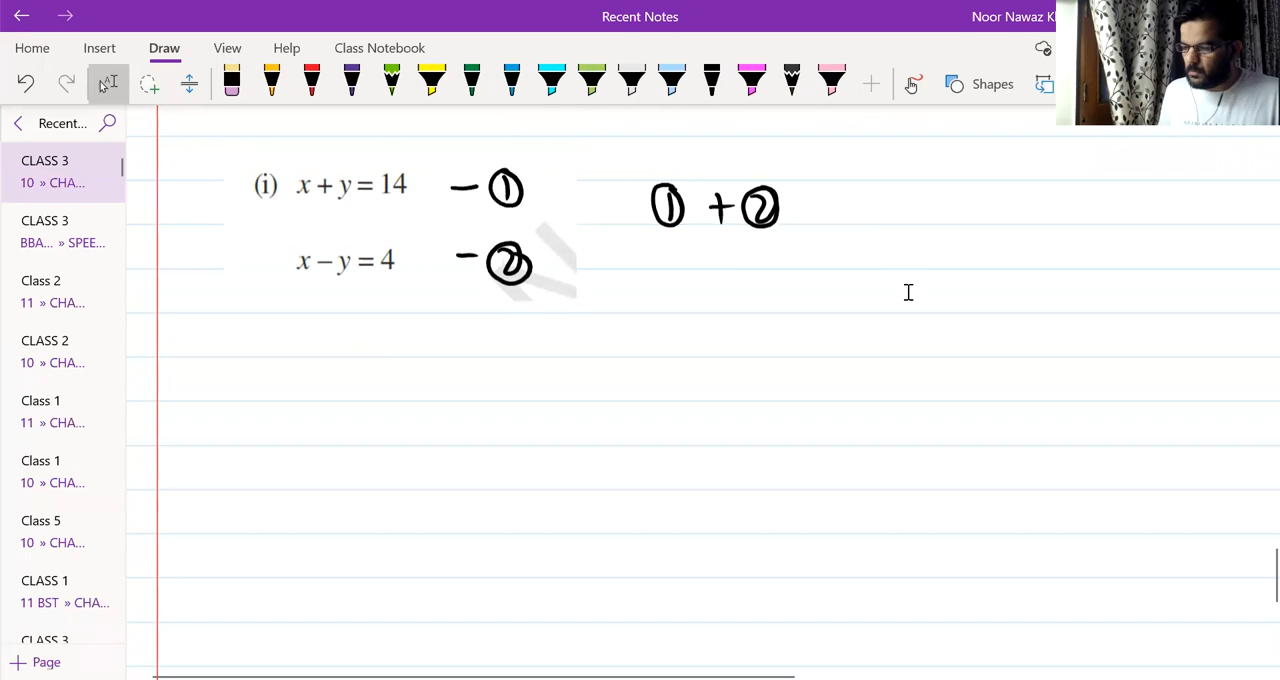 Recent Notes
Noor Nawaz
Home Insert Draw View Help Class Notebook
Shapes
Recent...
CLASS 3
10 » CHA...
CLASS 3
BBA... » SPEE...
Class 2
11 » CHA...
CLASS 2
10 » CHA...
Class 1
11 » CHA...
Class 1
10 » CHA...
Class 5
10 » CHA...
CLASS 1
11 BST » CHA...
CLASS 3
+ Page
(i) x + y = 14 - ①
x - y = 4 - ②
① + ②